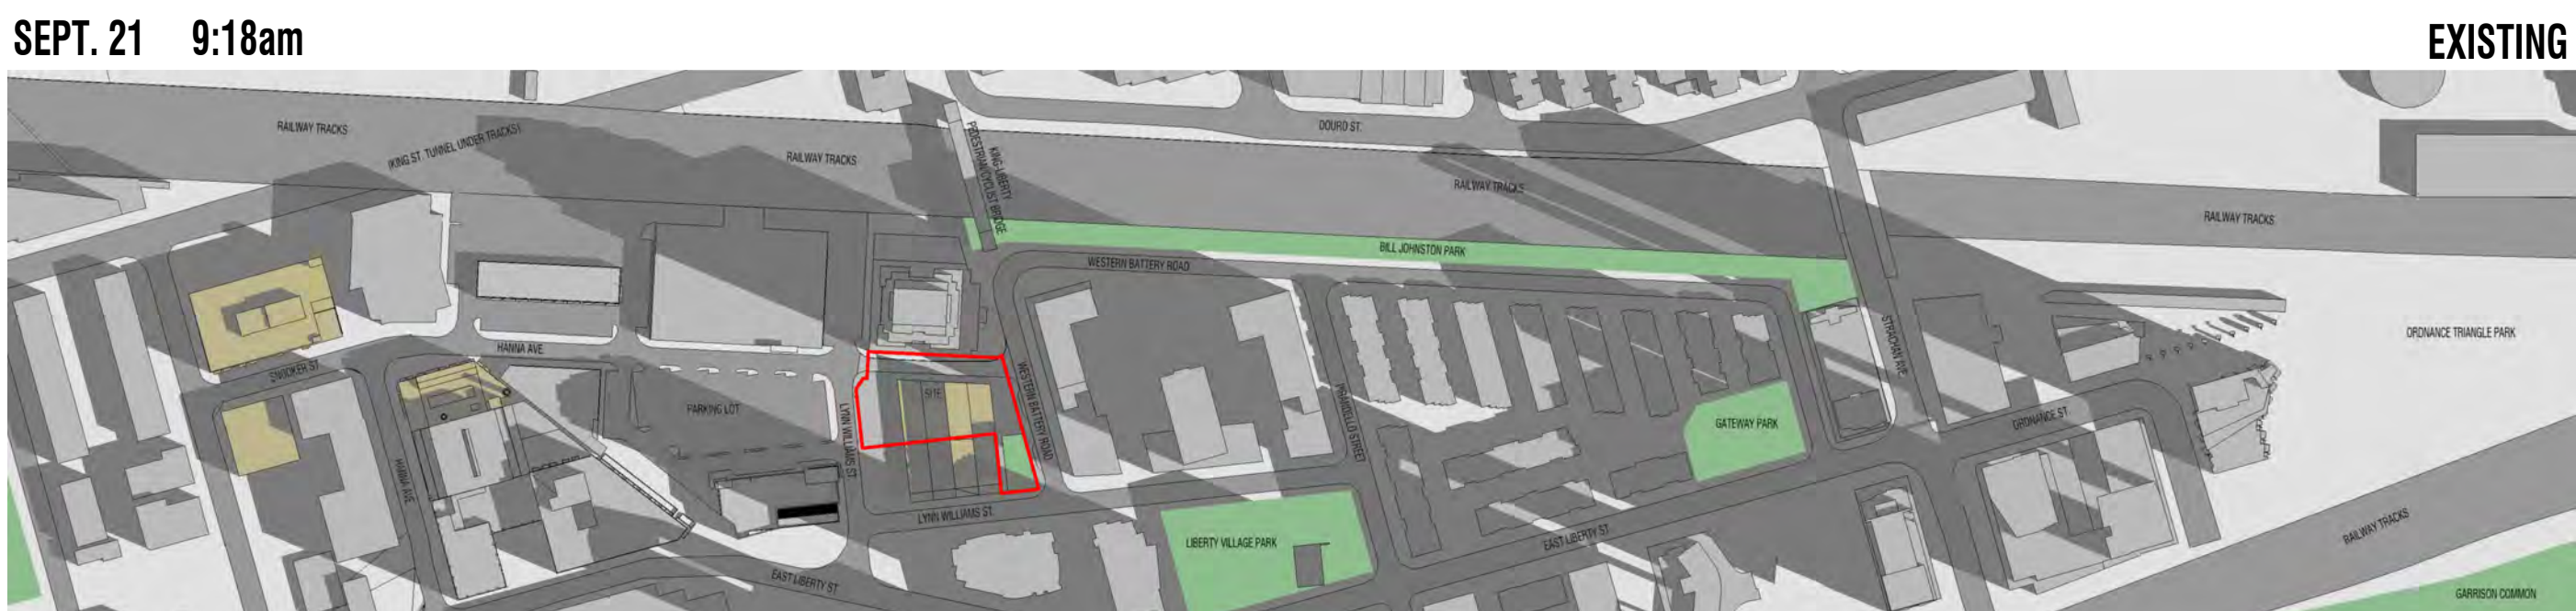 SEPT. 21 9:18am
EXISTING
RAILWAY TRACKS
(KING ST. TUNNEL UNDER TRACKS)
RAILWAY TRACKS
KING-LIBERTY
PEDESTRIAN/CYCLIST BRIDGE
DOURO ST.
RAILWAY TRACKS
RAILWAY TRACKS
BILL JOHNSTON PARK
WESTERN BATTERY ROAD
STRACHAN AVE.
ORDNANCE TRIANGLE PARK
HANNA AVE.
SNOOKER ST.
SITE
WESTERN BATTERY ROAD
PARKING LOT
LYNN WILLIAMS ST.
PIRANDELLO STREET
GATEWAY PARK
ORDNANCE ST.
HANNA AVE.
LYNN WILLIAMS ST.
LIBERTY VILLAGE PARK
EAST LIBERTY ST.
RAILWAY TRACKS
EAST LIBERTY ST.
GARRISON COMMON